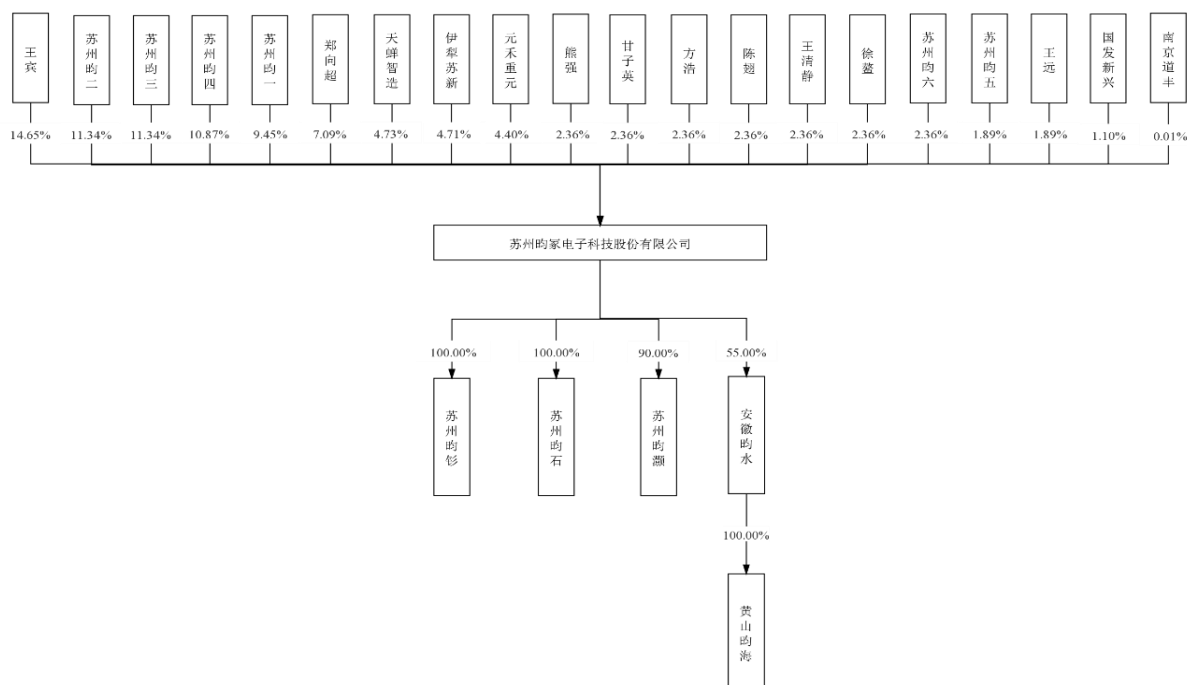 王宾
苏州昀二
苏州昀三
苏州昀四
苏州昀一
郑向超
天蝉智造
伊犁苏新
元禾重元
熊强
甘子英
方浩
陈翅
王清静
徐鳌
苏州昀六
苏州昀五
王远
国发新兴
南京道丰
14.65%
11.34%
11.34%
10.87%
9.45%
7.09%
4.73%
4.71%
4.40%
2.36%
2.36%
2.36%
2.36%
2.36%
2.36%
2.36%
1.89%
1.89%
1.10%
0.01%
苏州昀冢电子科技股份有限公司
100.00%
100.00%
90.00%
55.00%
苏州昀钐
苏州昀石
苏州昀灏
安徽昀水
100.00%
黄山昀海